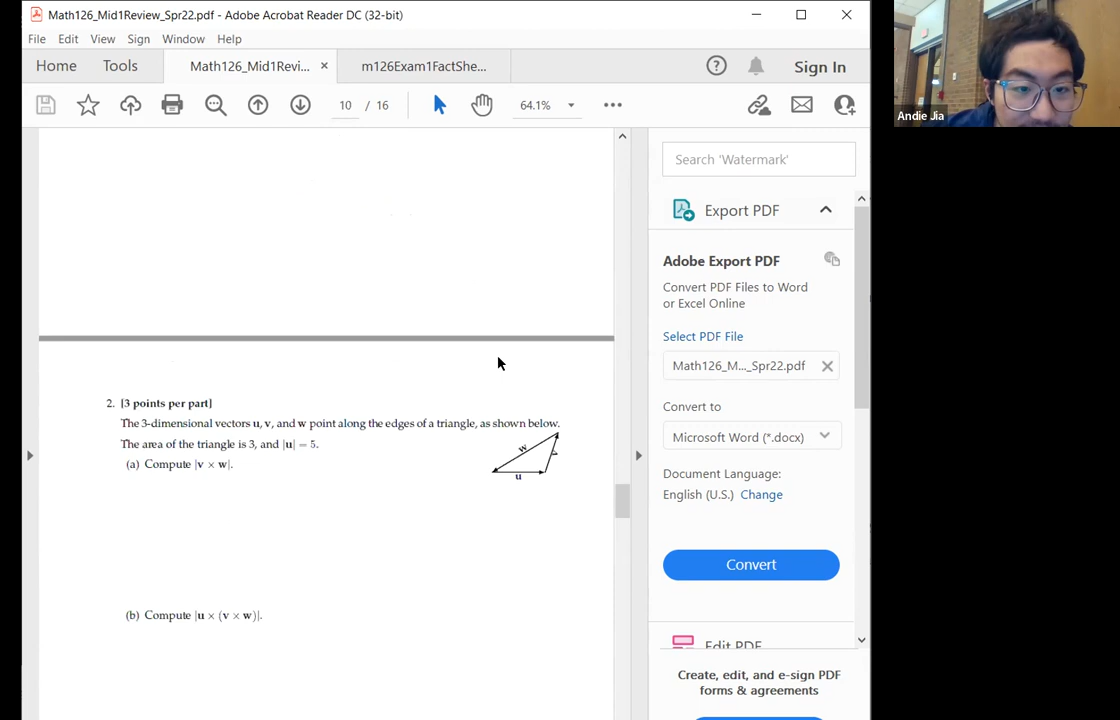 Math126_Mid1Review_Spr22.pdf - Adobe Acrobat Reader DC (32-bit)
File Edit View Sign Window Help
Home Tools Math126_Mid1Revi... × m126Exam1FactShe... Sign In
10 / 16 64.1%
Andie Jia
2. [3 points per part]
The 3-dimensional vectors u, v, and w point along the edges of a triangle, as shown below.
The area of the triangle is 3, and |u| = 5.
(a) Compute |v × w|.
w
v
u
(b) Compute |u × (v × w)|.
Search 'Watermark'
Export PDF
Adobe Export PDF
Convert PDF Files to Word
or Excel Online
Select PDF File
Math126_M..._Spr22.pdf
Convert to
Microsoft Word (*.docx)
Document Language:
English (U.S.) Change
Convert
Edit PDF
Create, edit, and e-sign PDF
forms & agreements